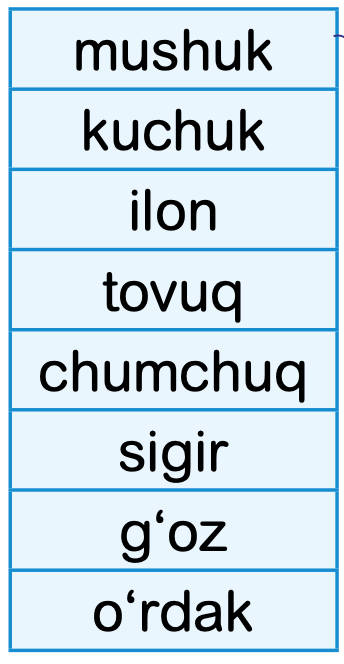 mushuk
kuchuk
ilon
tovuq
chumchuq
sigir
g‘oz
o‘rdak